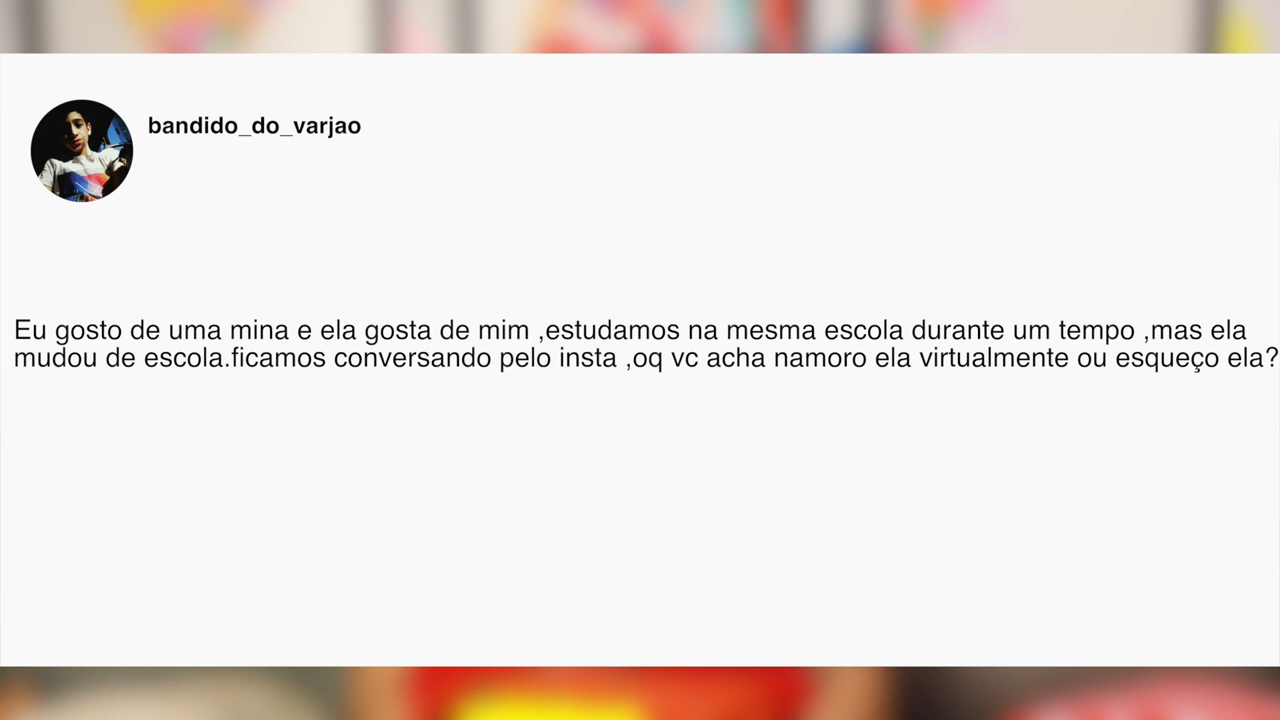 bandido_do_varjao
Eu gosto de uma mina e ela gosta de mim ,estudamos na mesma escola durante um tempo ,mas ela
mudou de escola.ficamos conversando pelo insta ,oq vc acha namoro ela virtualmente ou esqueço ela?